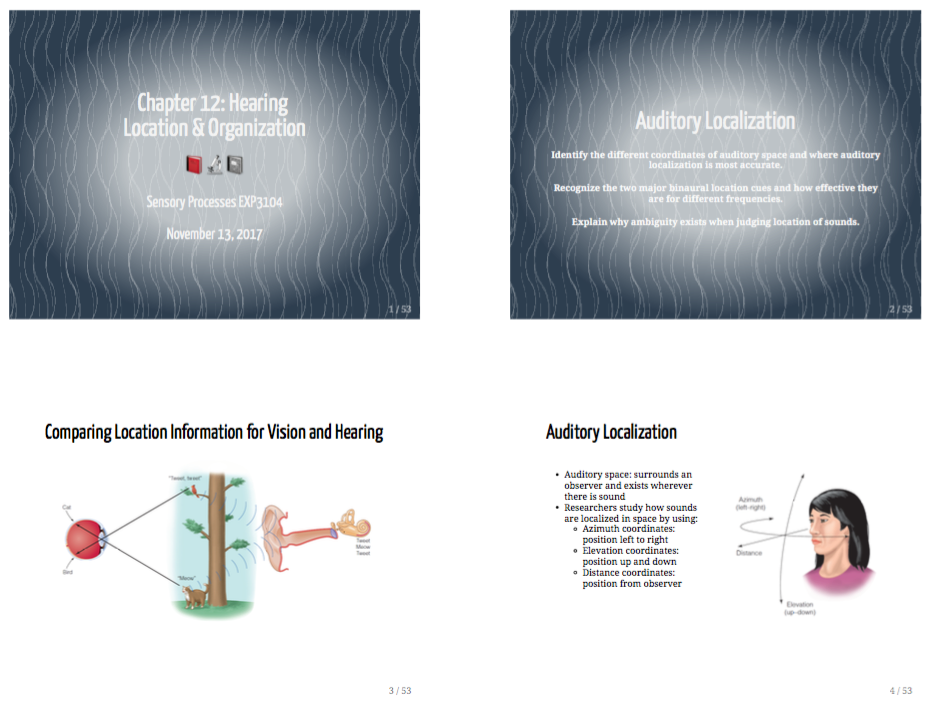 Chapter 12: Hearing
Location & Organization
Sensory Processes EXP3104
November 13, 2017
1 / 53
Auditory Localization
Identify the different coordinates of auditory space and where auditory
localization is most accurate.
Recognize the two major binaural location cues and how effective they
are for different frequencies.
Explain why ambiguity exists when judging location of sounds.
2 / 53
Comparing Location Information for Vision and Hearing
"Tweet, tweet"
Cat
Bird
"Meow"
Tweet
Meow
Tweet
3 / 53
Auditory Localization
• Auditory space: surrounds an
observer and exists wherever
there is sound
• Researchers study how sounds
are localized in space by using:
◦ Azimuth coordinates:
position left to right
◦ Elevation coordinates:
position up and down
◦ Distance coordinates:
position from observer
Azimuth
(left-right)
Distance
Elevation
(up–down)
4 / 53